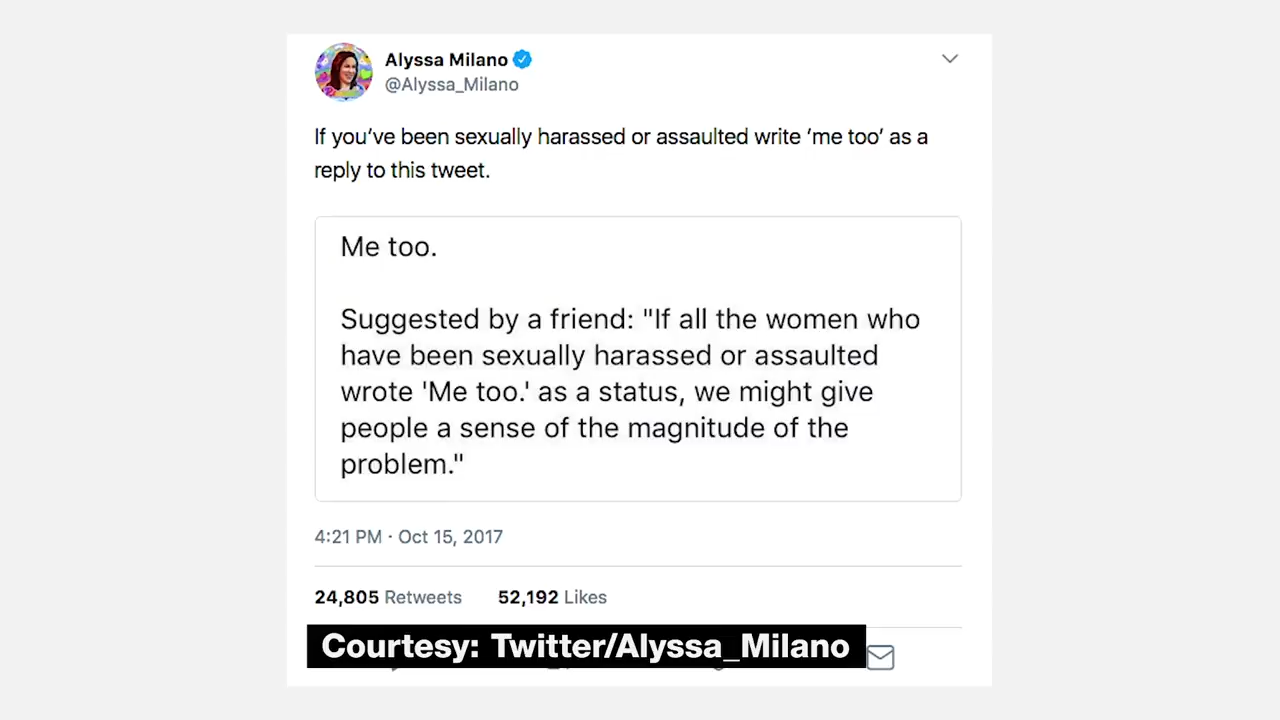 Alyssa Milano
@Alyssa_Milano
If you’ve been sexually harassed or assaulted write ‘me too’ as a
reply to this tweet.
Me too.
Suggested by a friend: "If all the women who
have been sexually harassed or assaulted
wrote 'Me too.' as a status, we might give
people a sense of the magnitude of the
problem."
4:21 PM · Oct 15, 2017
24,805 Retweets 52,192 Likes
Courtesy: Twitter/Alyssa_Milano